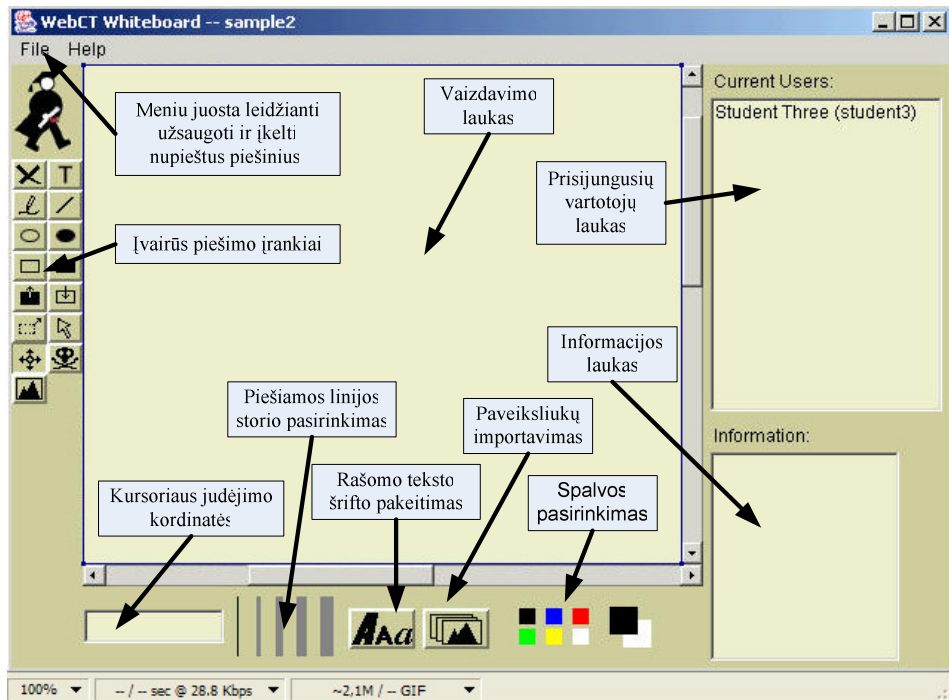 WebCT Whiteboard -- sample2
File Help
Meniu juosta leidžianti
užsaugoti ir įkelti
nupieštus piešinius
Vaizdavimo
laukas
Current Users:
Student Three (student3)
Prisijungusių
vartotojų
laukas
T
Įvairūs piešimo įrankiai
Informacijos
laukas
Piešiamos linijos
storio pasirinkimas
Paveiksliukų
importavimas
Information:
Kursoriaus judėjimo
kordinatės
Rašomo teksto
šrifto pakeitimas
Spalvos
pasirinkimas
AAa
100% -- / -- sec @ 28.8 Kbps ~2,1M / -- GIF